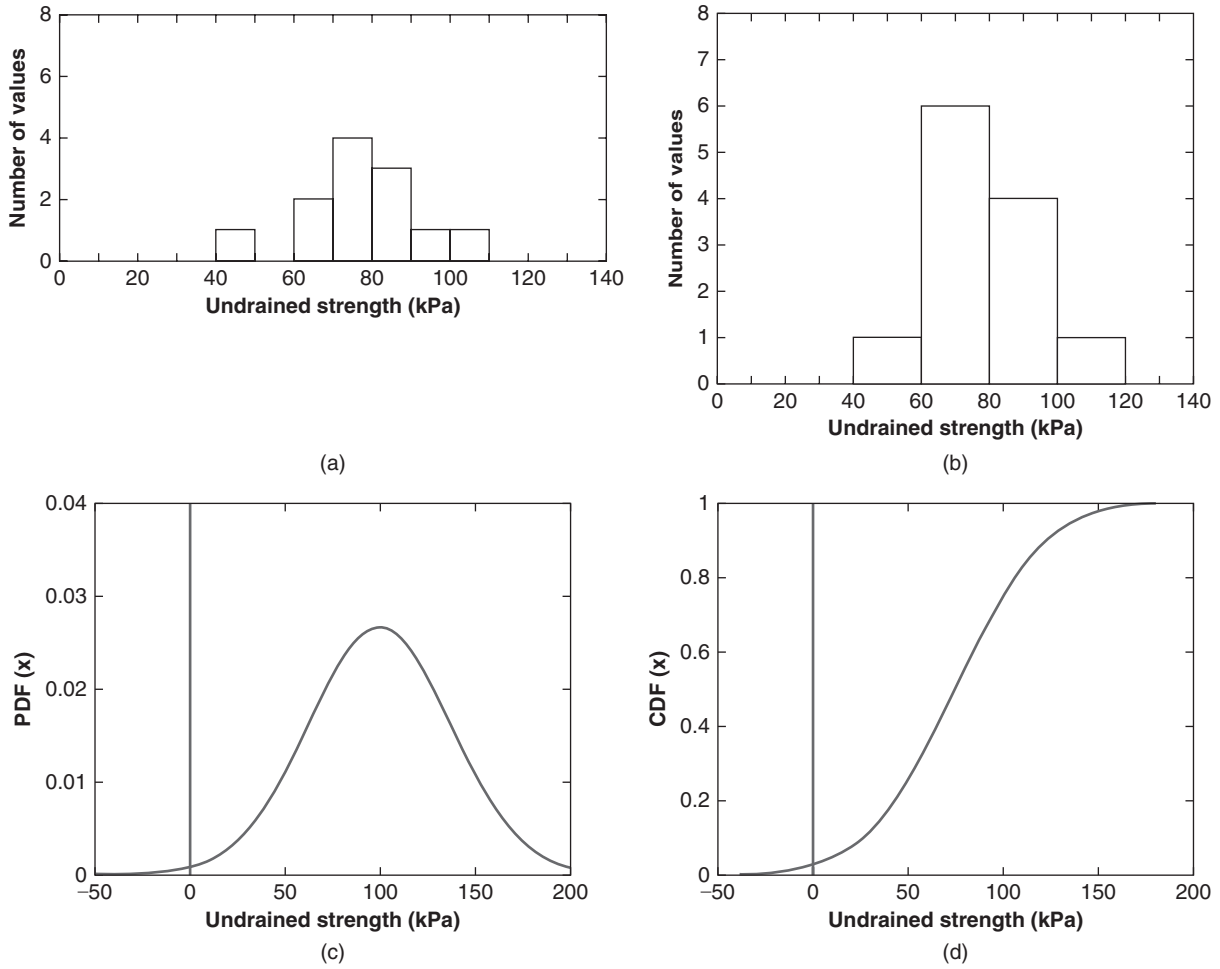 8
6
4
2
0
Number of values
0 20 40 60 80 100 120 140
Undrained strength (kPa)
(a)
8
7
6
5
4
3
2
1
0
Number of values
0 20 40 60 80 100 120 140
Undrained strength (kPa)
(b)
0.04
0.03
0.02
0.01
0
PDF (x)
−50 0 50 100 150 200
Undrained strength (kPa)
(c)
1
0.8
0.6
0.4
0.2
0
CDF (x)
−50 0 50 100 150 200
Undrained strength (kPa)
(d)